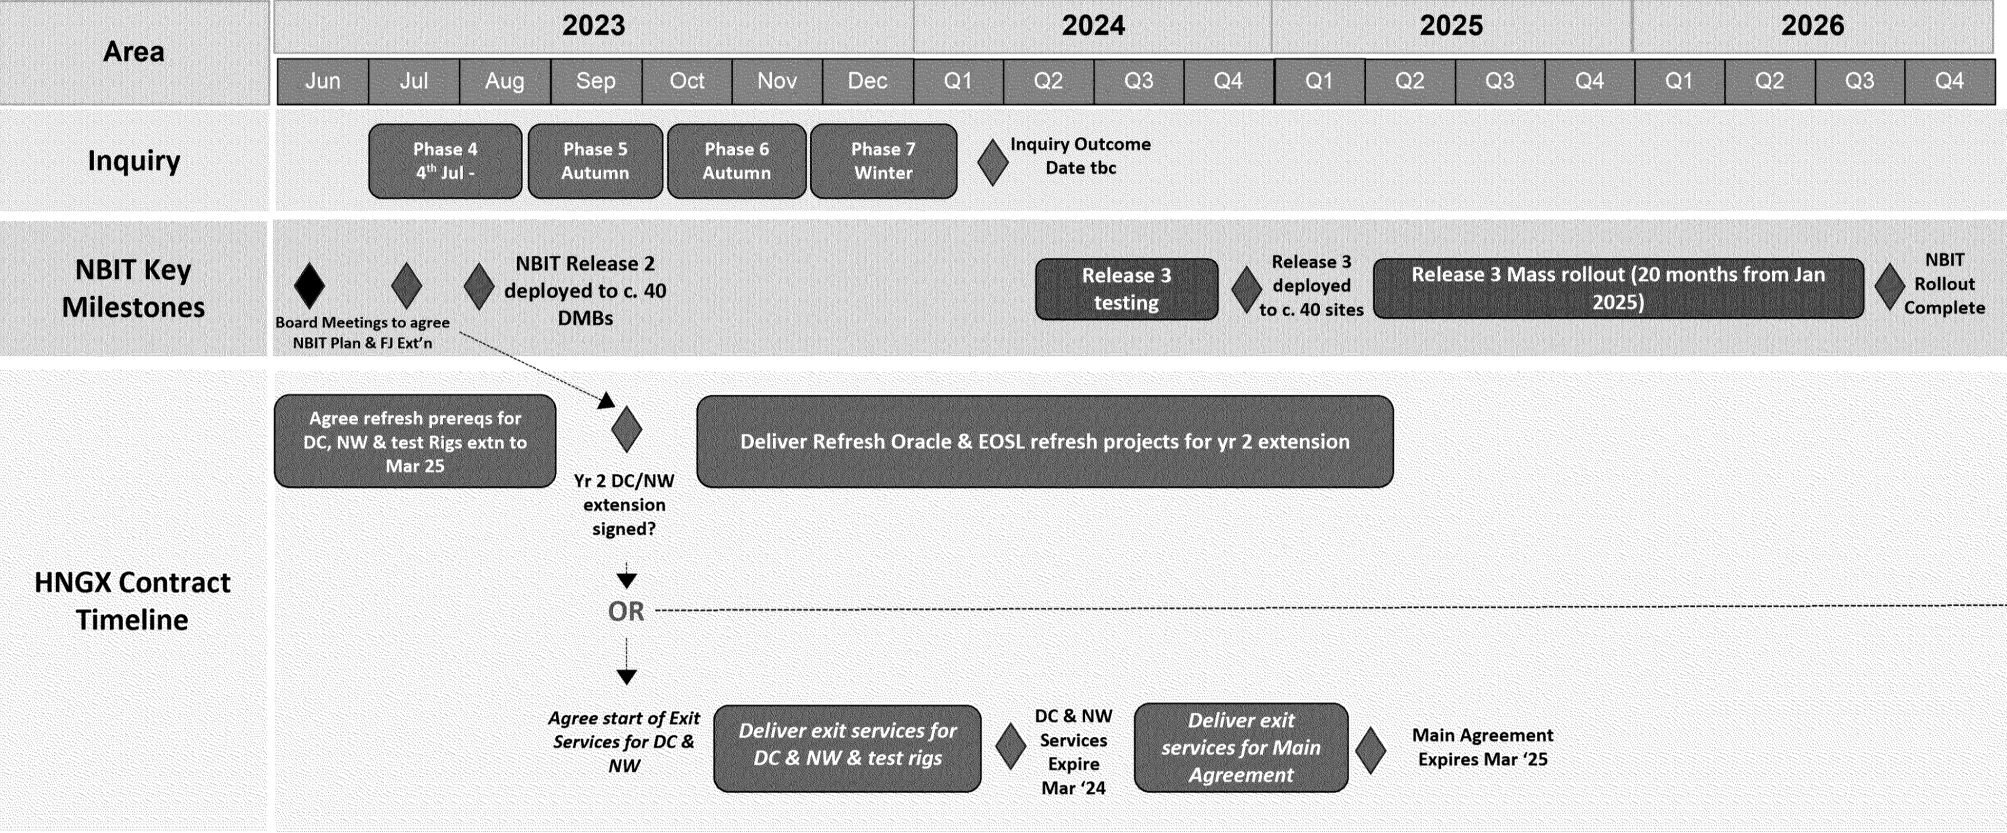 Area
2023
2024
2025
2026
Jun
Jul
Aug
Sep
Oct
Nov
Dec
Q1
Q2
Q3
Q4
Q1
Q2
Q3
Q4
Q1
Q2
Q3
Q4
Inquiry
Phase 4
4th Jul -
Phase 5
Autumn
Phase 6
Autumn
Phase 7
Winter
Inquiry Outcome
Date tbc
NBIT Key
Milestones
Board Meetings to agree
NBIT Plan & FJ Ext'n
NBIT Release 2
deployed to c. 40
DMBs
Release 3
testing
Release 3
deployed
to c. 40 sites
Release 3 Mass rollout (20 months from Jan
2025)
NBIT
Rollout
Complete
HNGX Contract
Timeline
Agree refresh prereqs for
DC, NW & test Rigs extn to
Mar 25
Yr 2 DC/NW
extension
signed?
Deliver Refresh Oracle & EOSL refresh projects for yr 2 extension
OR
Agree start of Exit
Services for DC &
NW
Deliver exit services for
DC & NW & test rigs
DC & NW
Services
Expire
Mar '24
Deliver exit
services for Main
Agreement
Main Agreement
Expires Mar '25